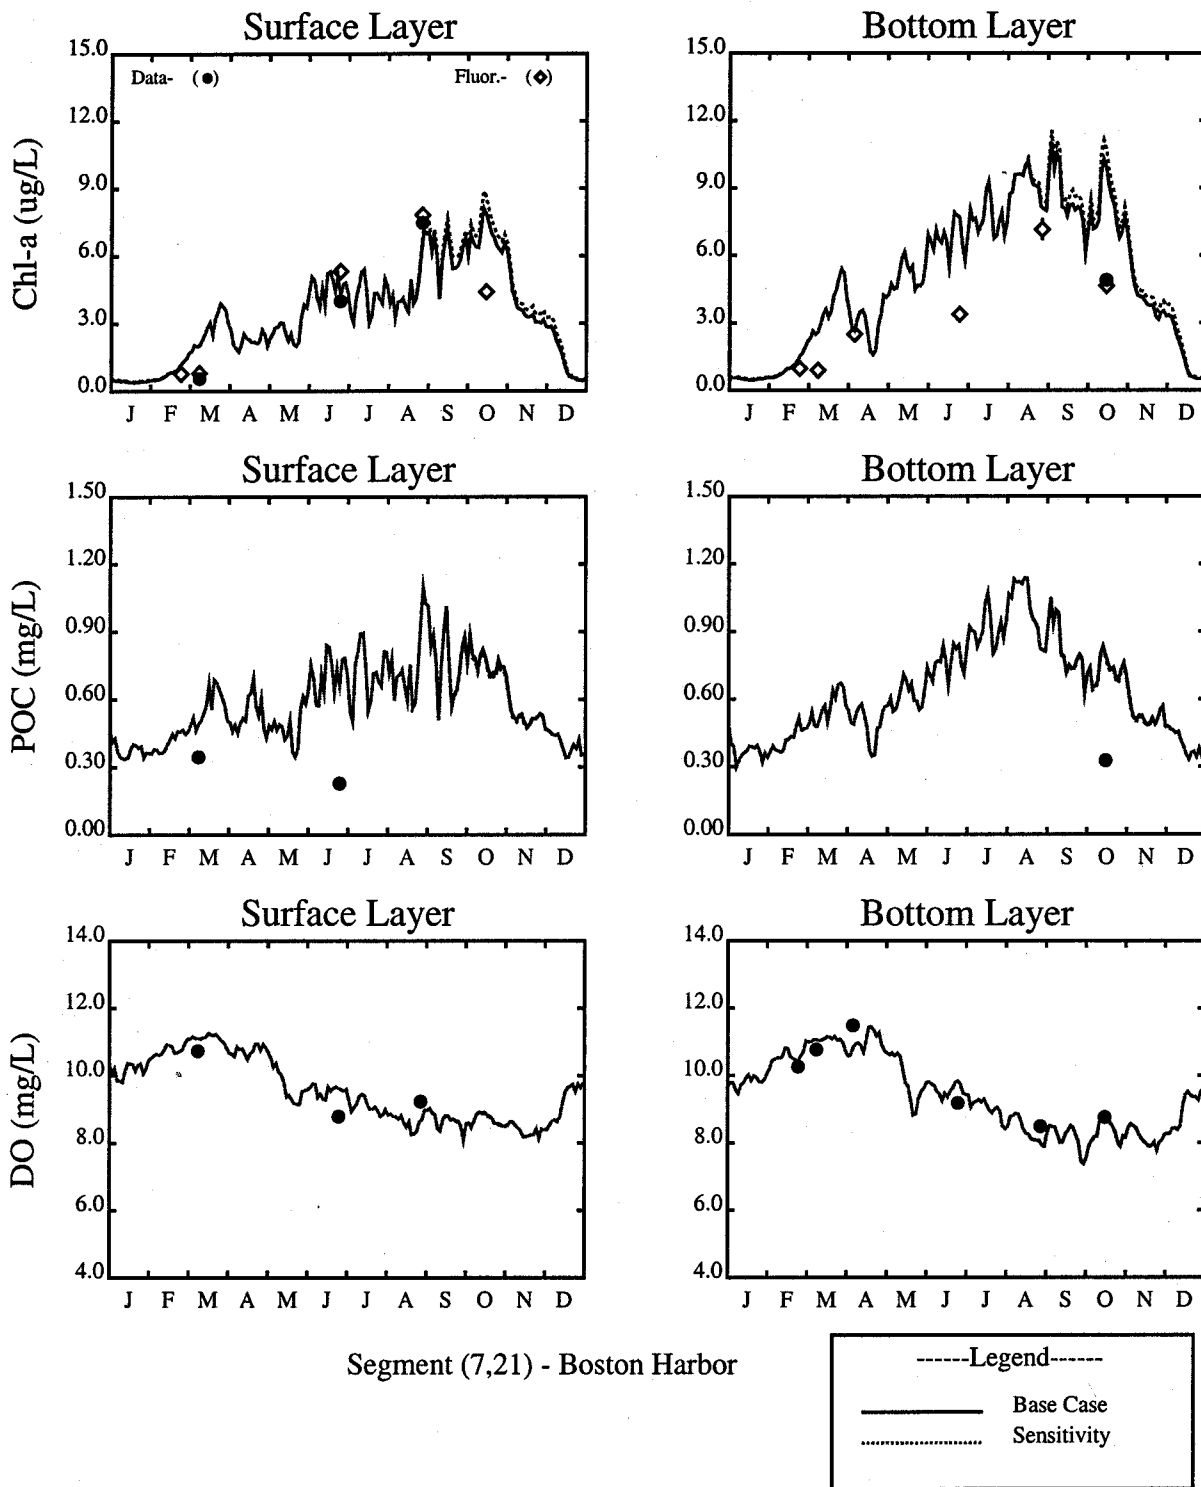 Surface Layer
Bottom Layer
Chl-a (ug/L)
15.0
12.0
9.0
6.0
3.0
0.0
Data- (●)
Fluor.- (◇)
J F M A M J J A S O N D
15.0
12.0
9.0
6.0
3.0
0.0
J F M A M J J A S O N D
Surface Layer
Bottom Layer
POC (mg/L)
1.50
1.20
0.90
0.60
0.30
0.00
J F M A M J J A S O N D
1.50
1.20
0.90
0.60
0.30
0.00
J F M A M J J A S O N D
Surface Layer
Bottom Layer
DO (mg/L)
14.0
12.0
10.0
8.0
6.0
4.0
J F M A M J J A S O N D
14.0
12.0
10.0
8.0
6.0
4.0
J F M A M J J A S O N D
Segment (7,21) - Boston Harbor
------Legend------
Base Case
Sensitivity